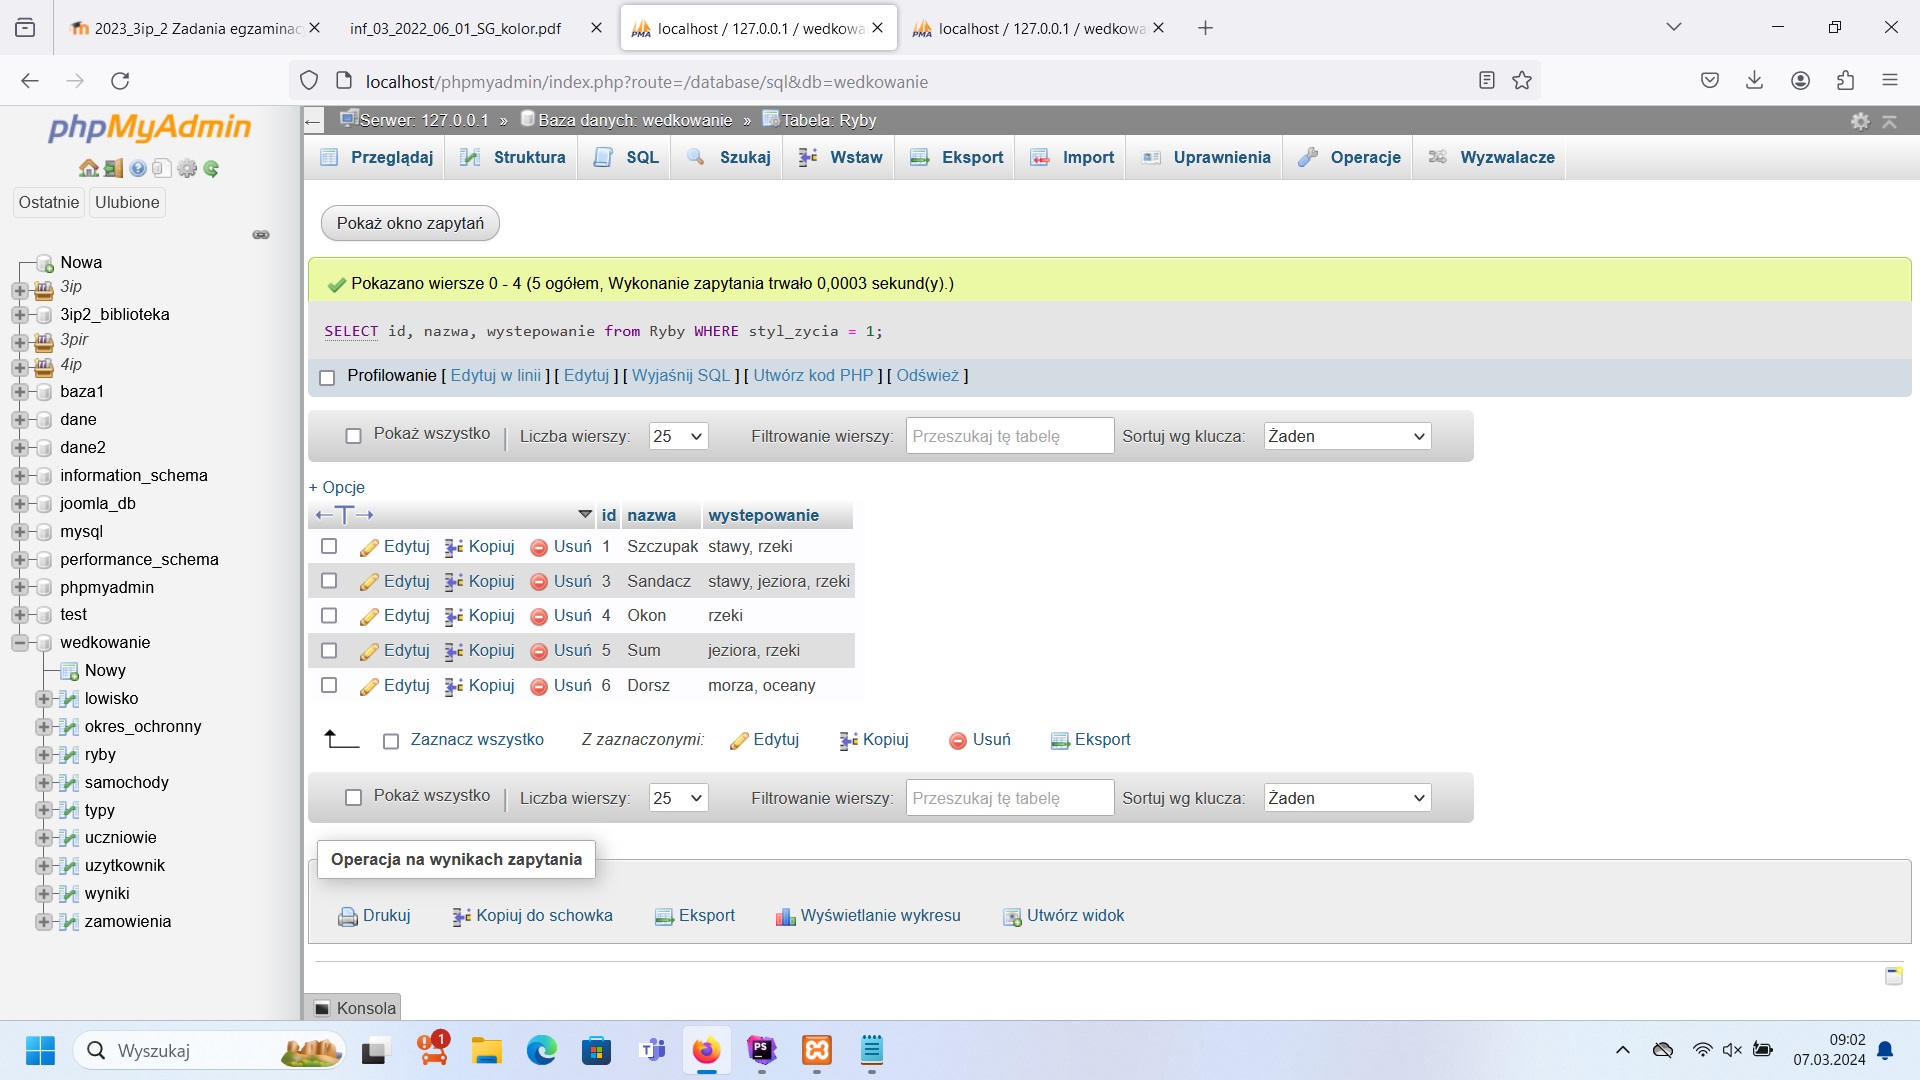 2023_3ip_2 Zadania egzaminac
inf_03_2022_06_01_SG_kolor.pdf
localhost / 127.0.0.1 / wedkowa
localhost / 127.0.0.1 / wedkowa
localhost/phpmyadmin/index.php?route=/database/sql&db=wedkowanie
phpMyAdmin
Ostatnie
Ulubione
Nowa
3ip
3ip2_biblioteka
3pir
4ip
baza1
dane
dane2
information_schema
joomla_db
mysql
performance_schema
phpmyadmin
test
wedkowanie
Nowy
lowisko
okres_ochronny
ryby
samochody
typy
uczniowie
uzytkownik
wyniki
zamowienia
Serwer: 127.0.0.1 » Baza danych: wedkowanie » Tabela: Ryby
Przeglądaj Struktura SQL Szukaj Wstaw Eksport Import Uprawnienia Operacje Wyzwalacze
Pokaż okno zapytań
Pokazano wiersze 0 - 4 (5 ogółem, Wykonanie zapytania trwało 0,0003 sekund(y).)
SELECT id, nazwa, wystepowanie from Ryby WHERE styl_zycia = 1;
Profilowanie [ Edytuj w linii ] [ Edytuj ] [ Wyjaśnij SQL ] [ Utwórz kod PHP ] [ Odśwież ]
Pokaż wszystko | Liczba wierszy: 25 Filtrowanie wierszy: Przeszukaj tę tabelę Sortuj wg klucza: Żaden
+ Opcje
←T→ id nazwa wystepowanie
Edytuj Kopiuj Usuń 1 Szczupak stawy, rzeki
Edytuj Kopiuj Usuń 3 Sandacz stawy, jeziora, rzeki
Edytuj Kopiuj Usuń 4 Okon rzeki
Edytuj Kopiuj Usuń 5 Sum jeziora, rzeki
Edytuj Kopiuj Usuń 6 Dorsz morza, oceany
Zaznacz wszystko Z zaznaczonymi: Edytuj Kopiuj Usuń Eksport
Pokaż wszystko | Liczba wierszy: 25 Filtrowanie wierszy: Przeszukaj tę tabelę Sortuj wg klucza: Żaden
Operacja na wynikach zapytania
Drukuj Kopiuj do schowka Eksport Wyświetlanie wykresu Utwórz widok
Konsola
Wyszukaj
1
09:02
07.03.2024